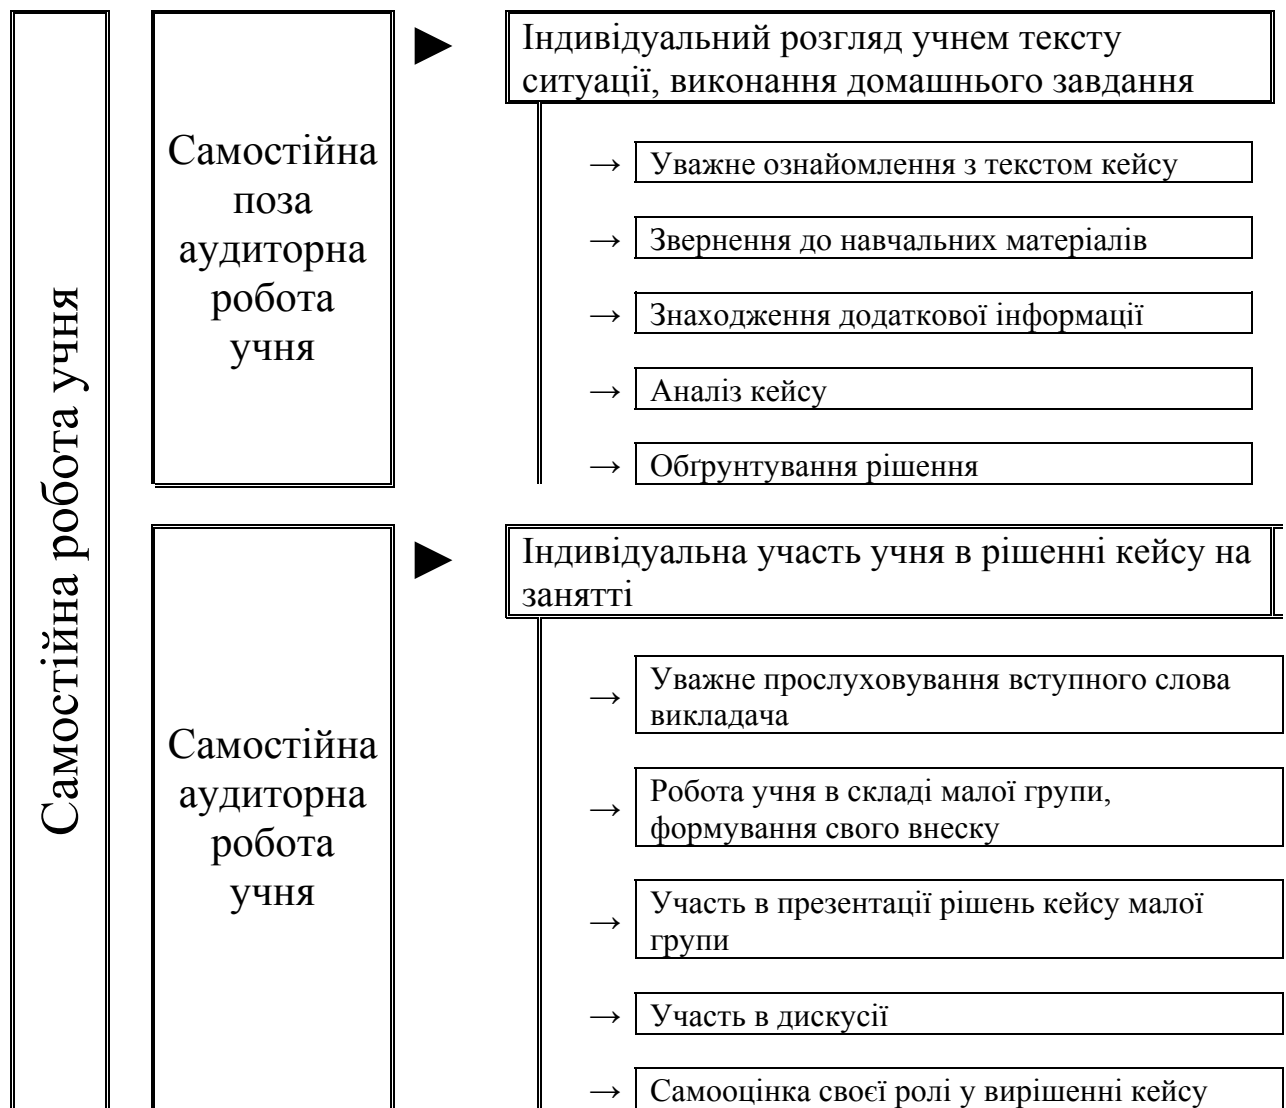 Самостійна робота учня
Самостійна
поза
аудиторна
робота
учня
Індивідуальний розгляд учнем тексту
ситуації, виконання домашнього завдання
→ Уважне ознайомлення з текстом кейсу
→ Звернення до навчальних матеріалів
→ Знаходження додаткової інформації
→ Аналіз кейсу
→ Обґрунтування рішення
Самостійна
аудиторна
робота
учня
Індивідуальна участь учня в рішенні кейсу на
занятті
→ Уважне прослуховування вступного слова
викладача
→ Робота учня в складі малої групи,
формування свого внеску
→ Участь в презентації рішень кейсу малої
групи
→ Участь в дискусії
→ Самооцінка своєї ролі у вирішенні кейсу